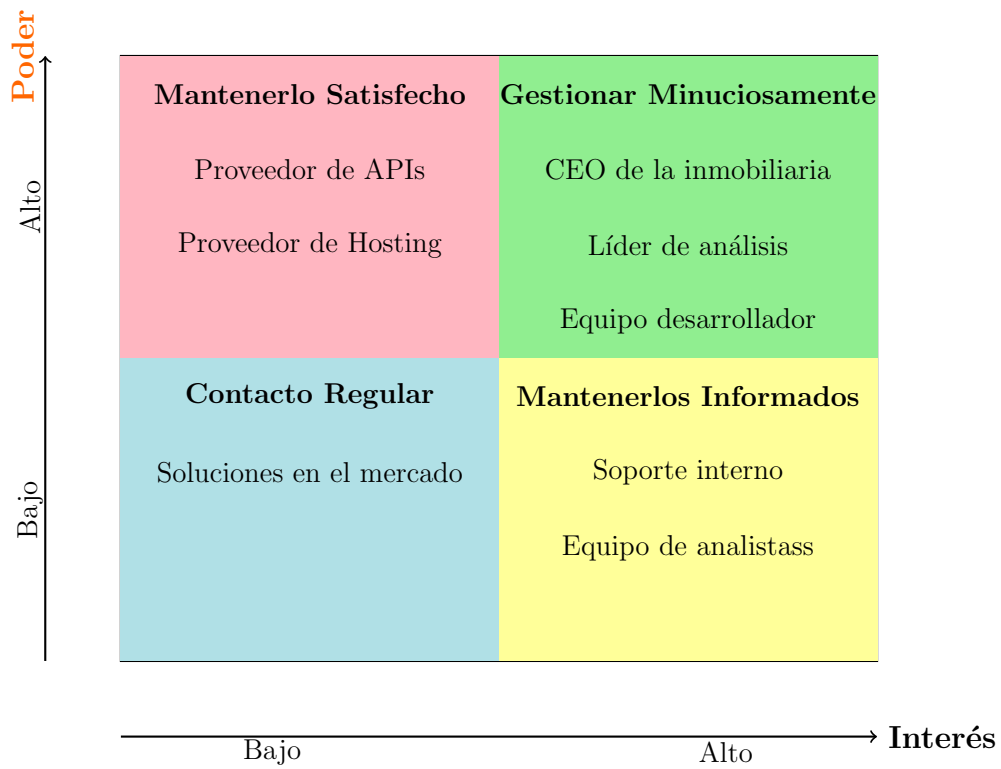 Poder
Alto
Bajo
Mantenerlo Satisfecho
Proveedor de APIs
Proveedor de Hosting
Gestionar Minuciosamente
CEO de la inmobiliaria
Líder de análisis
Equipo desarrollador
Contacto Regular
Soluciones en el mercado
Mantenerlos Informados
Soporte interno
Equipo de analistass
Bajo
Alto
Interés